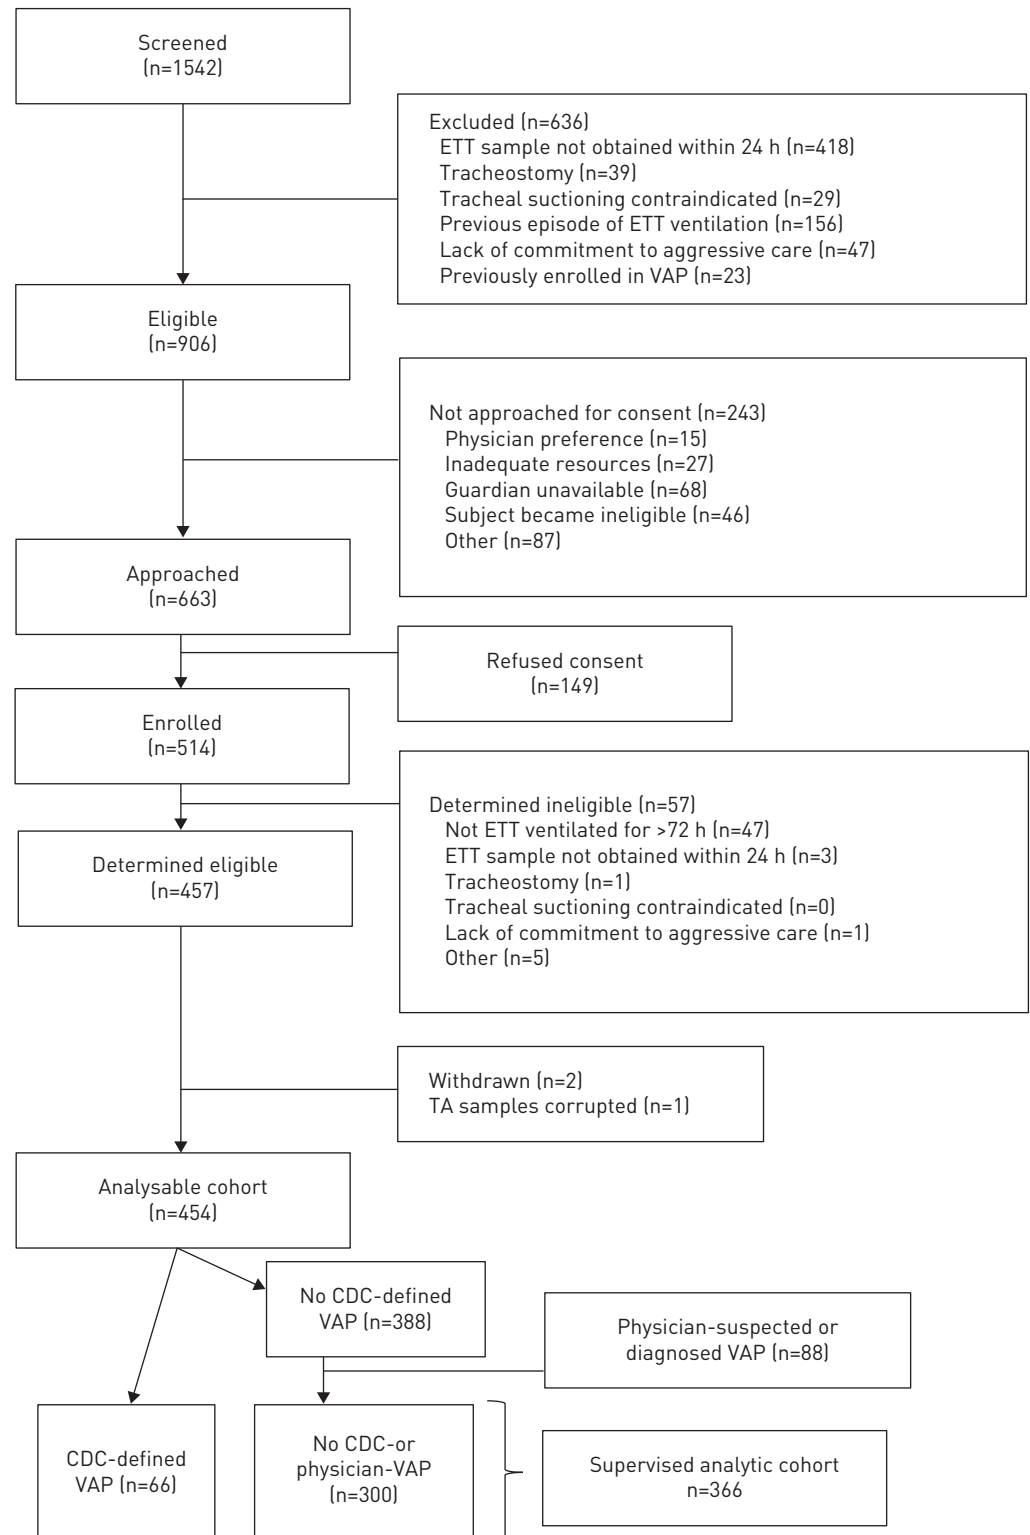 Screened
(n=1542)
Excluded (n=636)
ETT sample not obtained within 24 h (n=418)
Tracheostomy (n=39)
Tracheal suctioning contraindicated (n=29)
Previous episode of ETT ventilation (n=156)
Lack of commitment to aggressive care (n=47)
Previously enrolled in VAP (n=23)
Eligible
(n=906)
Not approached for consent (n=243)
Physician preference (n=15)
Inadequate resources (n=27)
Guardian unavailable (n=68)
Subject became ineligible (n=46)
Other (n=87)
Approached
(n=663)
Refused consent
(n=149)
Enrolled
(n=514)
Determined ineligible (n=57)
Not ETT ventilated for >72 h (n=47)
ETT sample not obtained within 24 h (n=3)
Tracheostomy (n=1)
Tracheal suctioning contraindicated (n=0)
Lack of commitment to aggressive care (n=1)
Other (n=5)
Determined eligible
(n=457)
Withdrawn (n=2)
TA samples corrupted (n=1)
Analysable cohort
(n=454)
No CDC-defined
VAP (n=388)
Physician-suspected or
diagnosed VAP (n=88)
CDC-defined
VAP (n=66)
No CDC-or
physician-VAP
(n=300)
Supervised analytic cohort
n=366